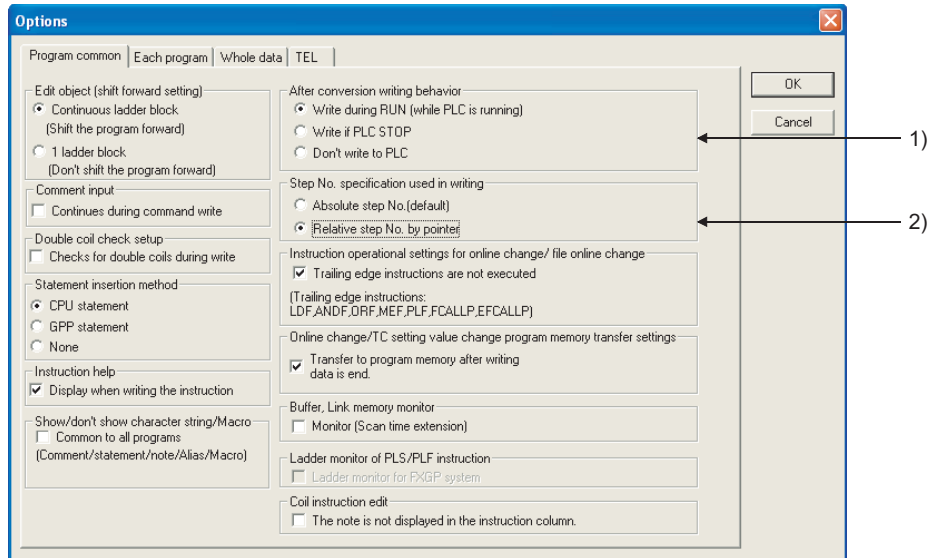 Options
Program common
Each program
Whole data
TEL
Edit object (shift forward setting)
Continuous ladder block
(Shift the program forward)
1 ladder block
(Don't shift the program forward)
Comment input
Continues during command write
Double coil check setup
Checks for double coils during write
Statement insertion method
CPU statement
GPP statement
None
Instruction help
Display when writing the instruction
Show/don't show character string/Macro
Common to all programs
(Comment/statement/note/Alias/Macro)
After conversion writing behavior
Write during RUN (while PLC is running)
Write if PLC STOP
Don't write to PLC
Step No. specification used in writing
Absolute step No.(default)
Relative step No. by pointer
Instruction operational settings for online change/ file online change
Trailing edge instructions are not executed
(Trailing edge instructions:
LDF,ANDF,ORF,MEF,PLF,FCALLP,EFCALLP)
Online change/TC setting value change program memory transfer settings
Transfer to program memory after writing
data is end.
Buffer, Link memory monitor
Monitor (Scan time extension)
Ladder monitor of PLS/PLF instruction
Ladder monitor for FXGP system
Coil instruction edit
The note is not displayed in the instruction column.
OK
Cancel
1)
2)